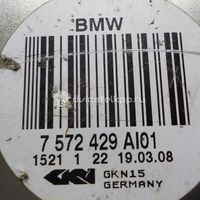 BMW
7 572 429 AI01
1521 1 22 19.03.08
GKN GKN15
GERMANY